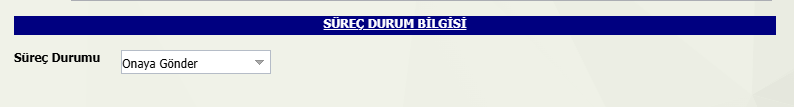 SÜREÇ DURUM BİLGİSİ
Süreç Durumu
Onaya Gönder